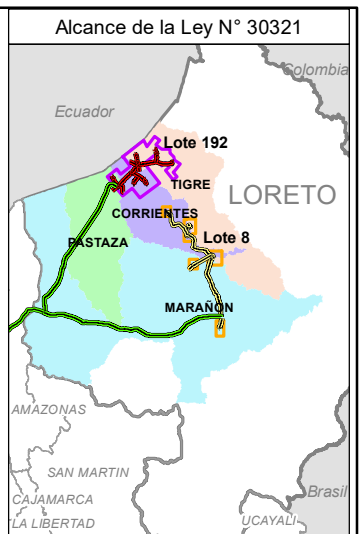 Alcance de la Ley N° 30321
Colombia
Ecuador
Lote 192
TIGRE
LORETO
CORRIENTES
Lote 8
PASTAZA
MARAÑON
AMAZONAS
SAN MARTIN
CAJAMARCA
Brasil
LA LIBERTAD
UCAYALI